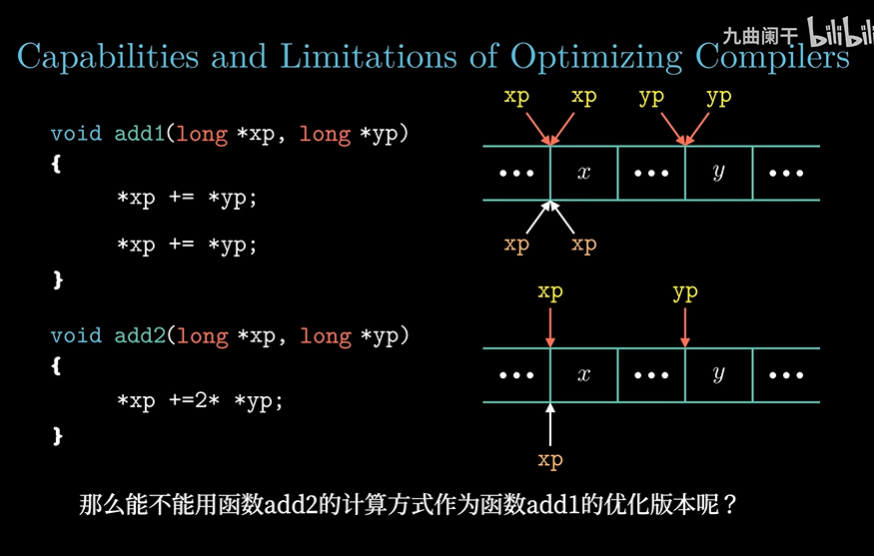 九曲阑干 bilibili
Capabilities and Limitations of Optimizing Compilers
void add1(long *xp, long *yp)
{
*xp += *yp;
*xp += *yp;
}
xp xp yp yp
••• x ••• y •••
xp xp
void add2(long *xp, long *yp)
{
*xp +=2* *yp;
}
xp yp
••• x ••• y •••
xp
那么能不能用函数add2的计算方式作为函数add1的优化版本呢？